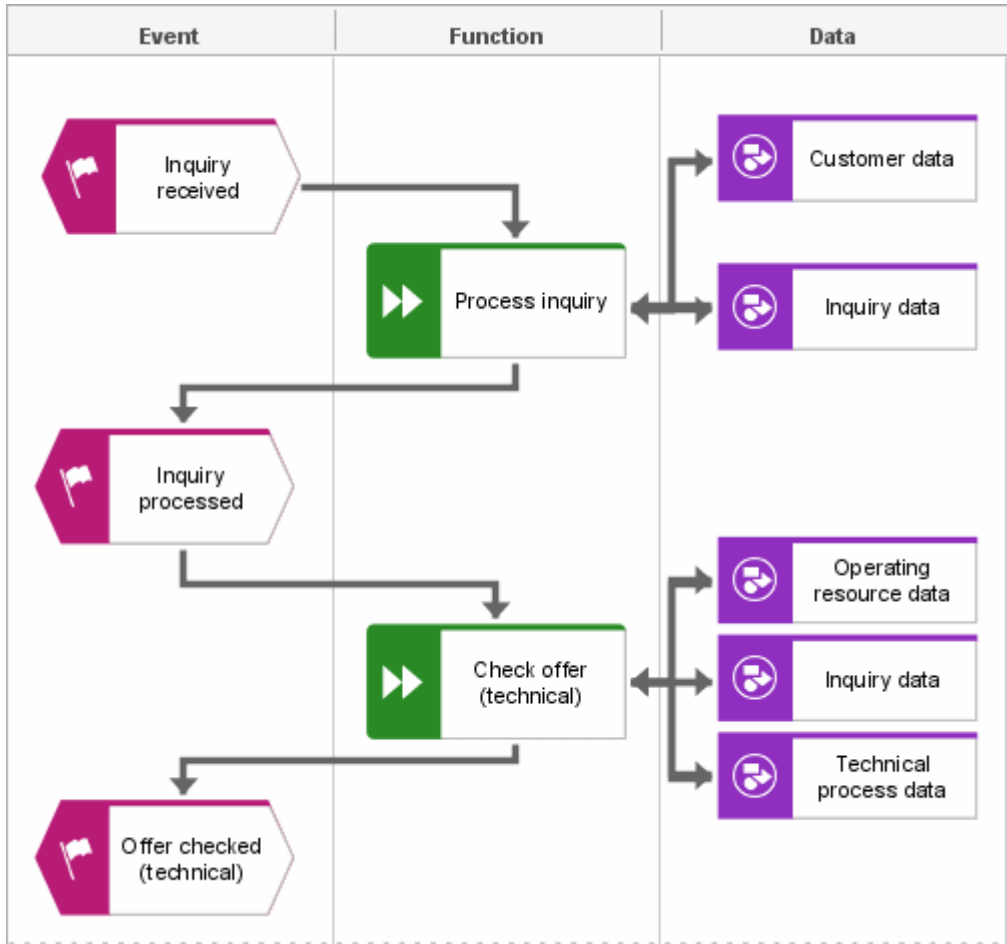 Event
Function
Data
Inquiry
received
Customer data
Process inquiry
Inquiry data
Inquiry
processed
Operating
resource data
Check offer
(technical)
Inquiry data
Technical
process data
Offer checked
(technical)